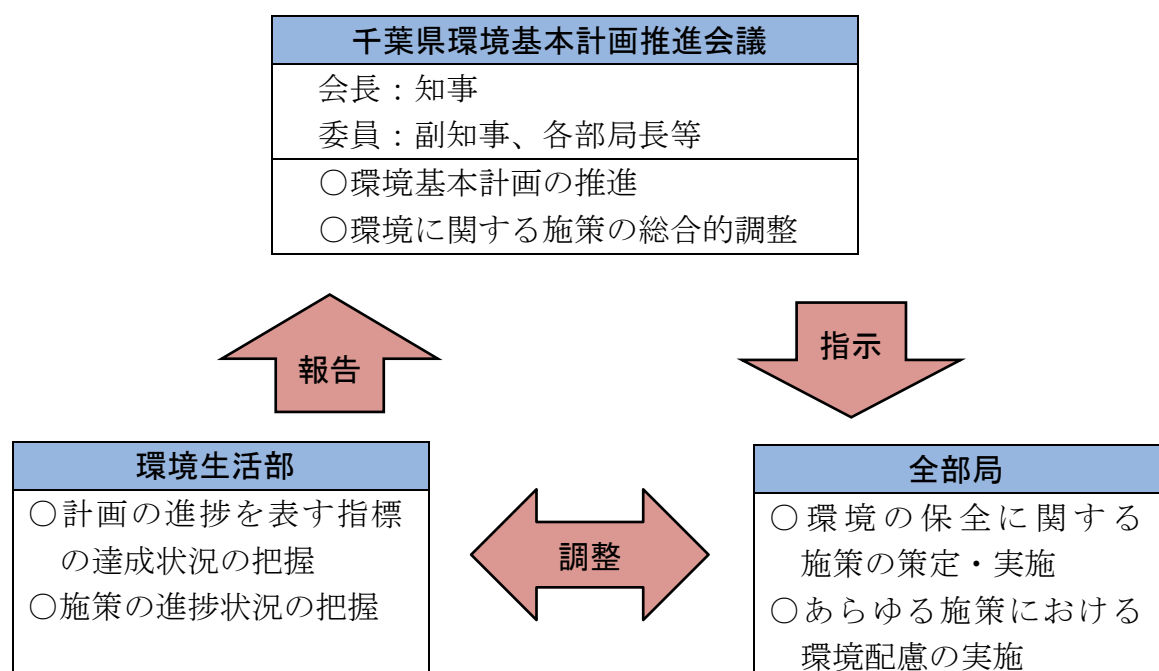 千葉県環境基本計画推進会議
会長：知事
委員：副知事、各部局長等
○環境基本計画の推進
○環境に関する施策の総合的調整
報告
指示
環境生活部
○計画の進捗を表す指標
の達成状況の把握
○施策の進捗状況の把握
調整
全部局
○環境の保全に関する
施策の策定・実施
○あらゆる施策における
環境配慮の実施